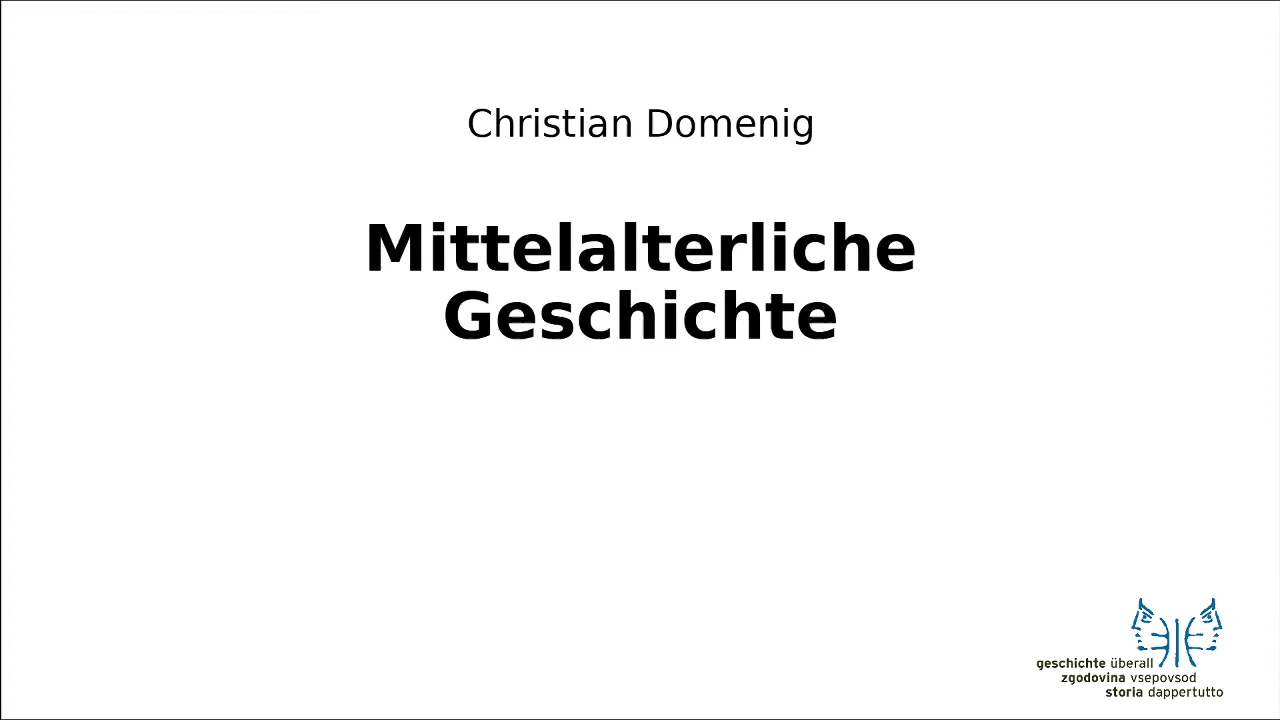 Christian Domenig
Mittelalterliche
Geschichte
geschichte überall
zgodovina vsepovsod
storia dappertutto